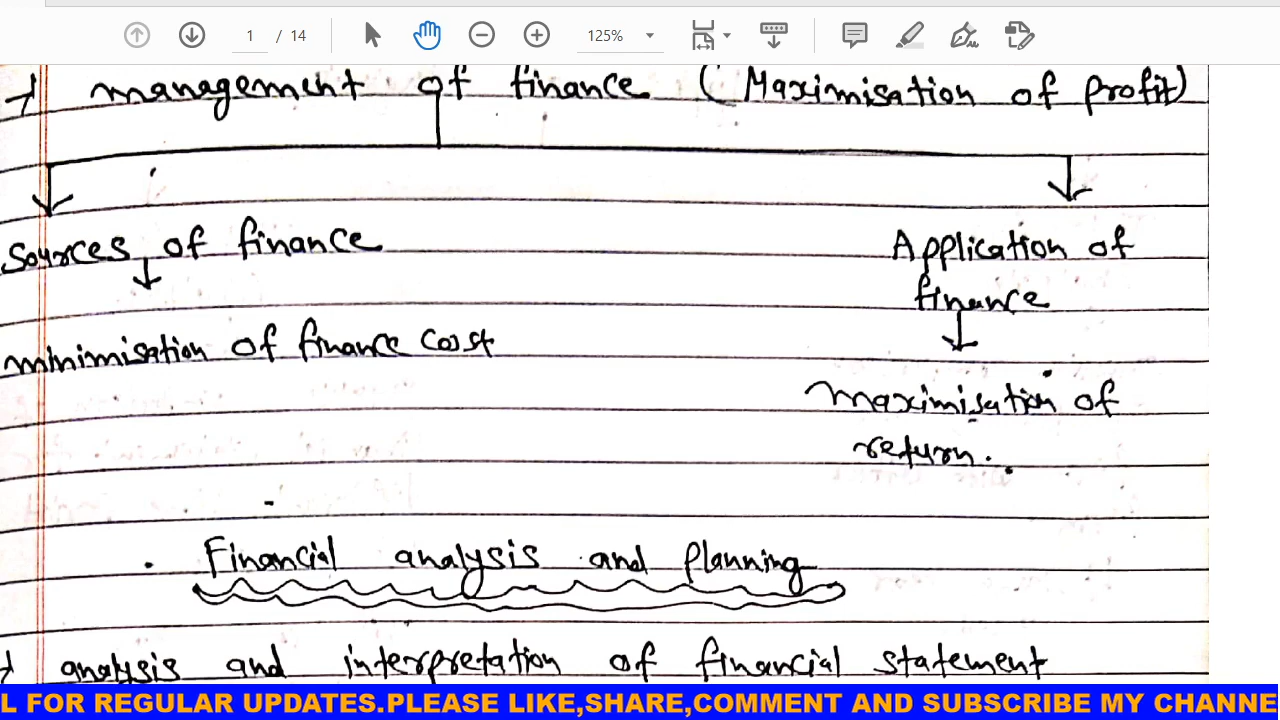 1 / 14 125%
management of finance (Maximisation of profit)
Sources of finance
Application of
finance
minimisation of finance cost
maximisation of
return.
Financial analysis and planning
analysis and interpretation of financial statement
L FOR REGULAR UPDATES.PLEASE LIKE,SHARE,COMMENT AND SUBSCRIBE MY CHANNE